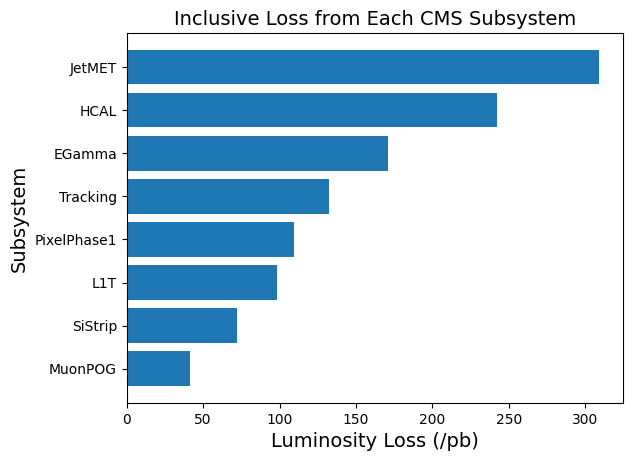 Inclusive Loss from Each CMS Subsystem
Subsystem
JetMET
HCAL
EGamma
Tracking
PixelPhase1
L1T
SiStrip
MuonPOG
0 50 100 150 200 250 300
Luminosity Loss (/pb)